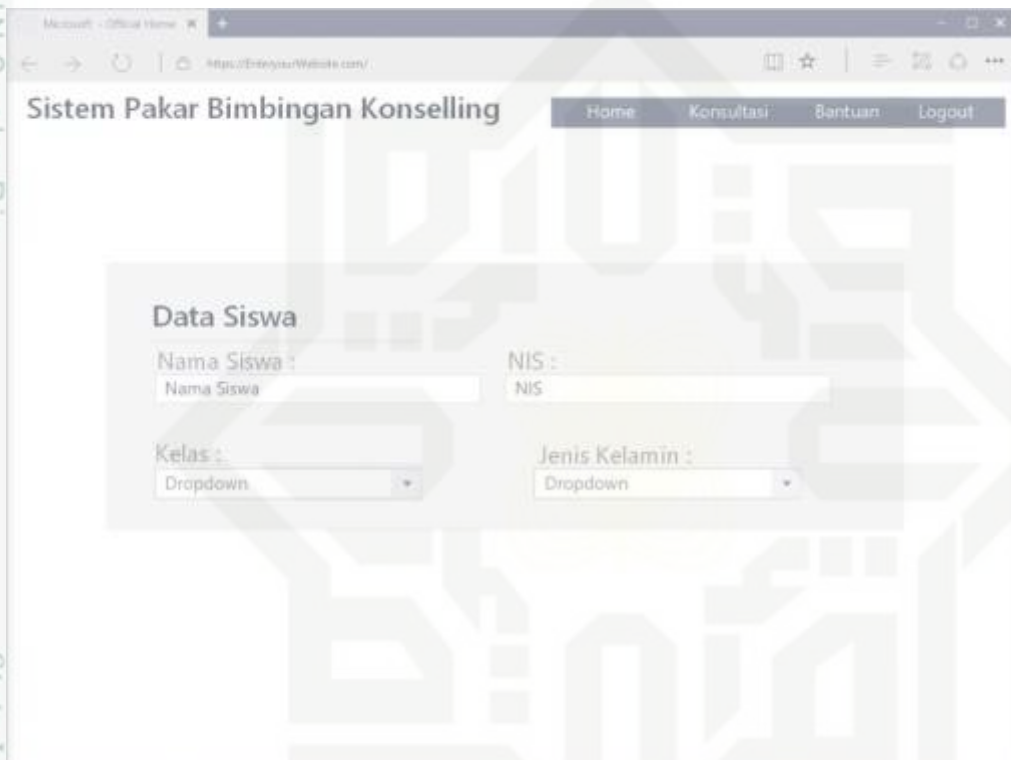 Microsoft - Official Home
https://EnteryourWebsite.com/
Sistem Pakar Bimbingan Konselling
Home Konsultasi Bantuan Logout
Data Siswa
Nama Siswa : NIS :
Nama Siswa NIS
Kelas : Jenis Kelamin :
Dropdown Dropdown